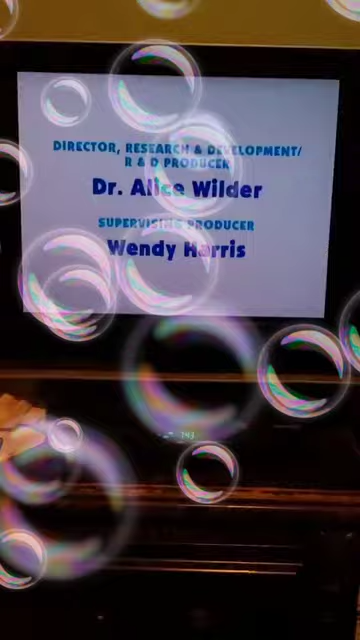 DIRECTOR, RESEARCH & DEVELOPMENT/
R & D PRODUCER
Dr. Alice Wilder
SUPERVISING PRODUCER
Wendy Harris